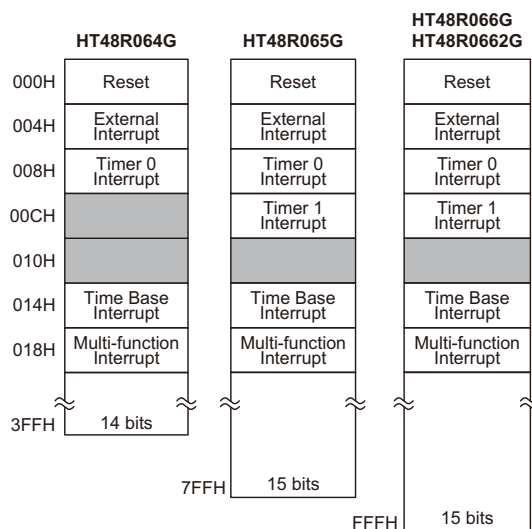 HT48R064G
HT48R065G
HT48R066G
HT48R0662G
000H
Reset
Reset
Reset
004H
External
Interrupt
External
Interrupt
External
Interrupt
008H
Timer 0
Interrupt
Timer 0
Interrupt
Timer 0
Interrupt
00CH
Timer 1
Interrupt
Timer 1
Interrupt
010H
014H
Time Base
Interrupt
Time Base
Interrupt
Time Base
Interrupt
018H
Multi-function
Interrupt
Multi-function
Interrupt
Multi-function
Interrupt
3FFH
14 bits
7FFH
15 bits
FFFH
15 bits